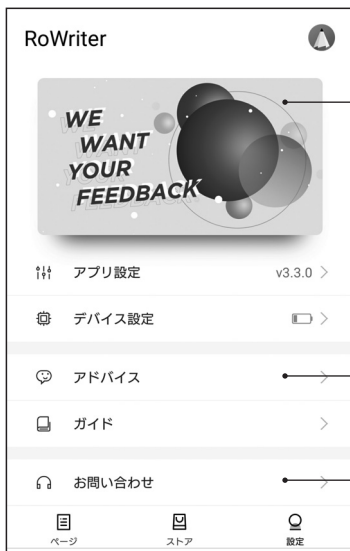 RoWriter
WE
WANT
YOUR
FEEDBACK
アプリ設定 v3.3.0
デバイス設定
アドバイス
ガイド
お問い合わせ
ページ ストア 設定